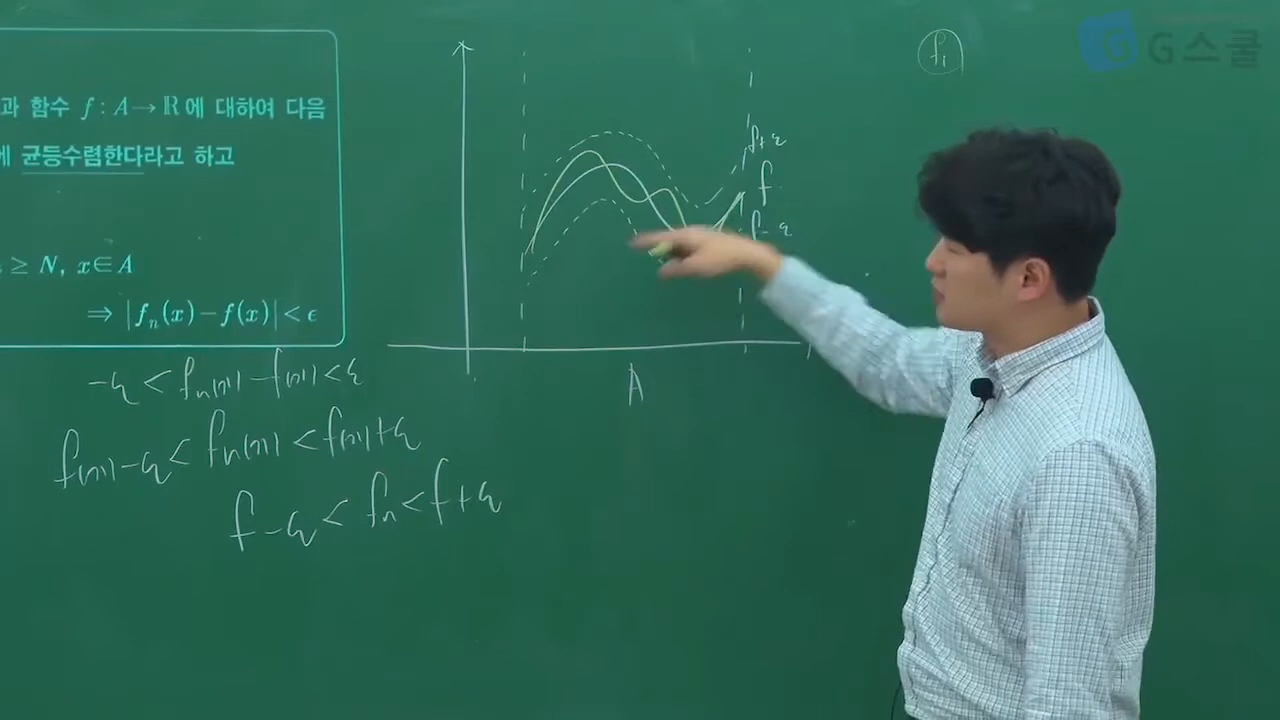 과 함수 f : A → ℝ 에 대하여 다음
에 균등수렴한다라고 하고
≥ N, x ∈ A
⇒ |fₙ(x) − f(x)| < ϵ
−ε < fₙ(x) − f(x) < ε
f(x) − ε < fₙ(x) < f(x) + ε
f − ε < fₙ < f + ε
f+ε
f
f−ε
A
f₁
G스쿨